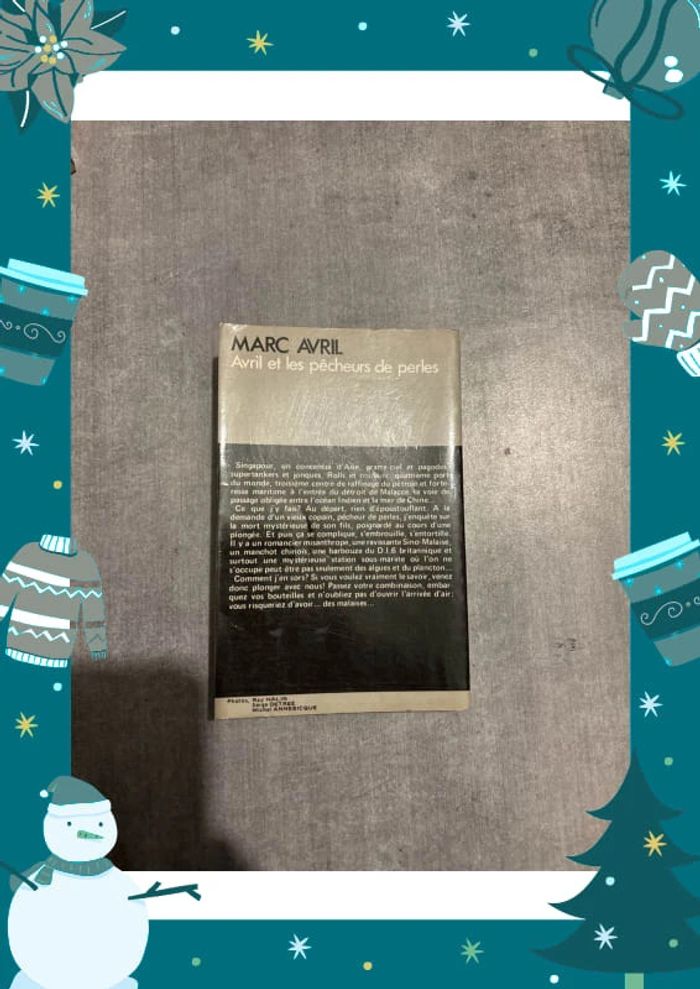 MARC AVRIL
Avril et les pêcheurs de perles
Singapour, un concentré d'Asie, gratte-ciel et pagodes,
supertankers et jonques, Rolls et quatrième port
du monde, troisième centre de raffinage du pétrole et forte-
resse maritime à l'entrée du détroit de Malacca, la voie de
passage obligée entre l'océan Indien et la mer de Chine...
Ce que j'y fais? Au départ, rien d'époustouflant. A la
demande d'un vieux copain, pêcheur de perles, j'enquête sur
la mort mystérieuse de son fils, poignardé au cours d'une
plongée. Et puis ça se complique, s'embrouille, s'entortille.
Il y a un romancier misanthrope, une ravissante Sino-Malaise,
un manchot chinois, une barbouze du D.I.6 britannique et
surtout une mystérieuse station sous-marine où l'on ne
s'occupe peut être pas seulement des algues et du plancton...
Comment j'en sors? Si vous voulez vraiment le savoir, venez
donc plonger avec nous! Passez votre combinaison, embar-
quez vos bouteilles et n'oubliez pas d'ouvrir l'arrivée d'air:
vous risqueriez d'avoir... des malaises...
Photos, Ray HALIN
Serge DETREE
Michel ANNEBICQUE